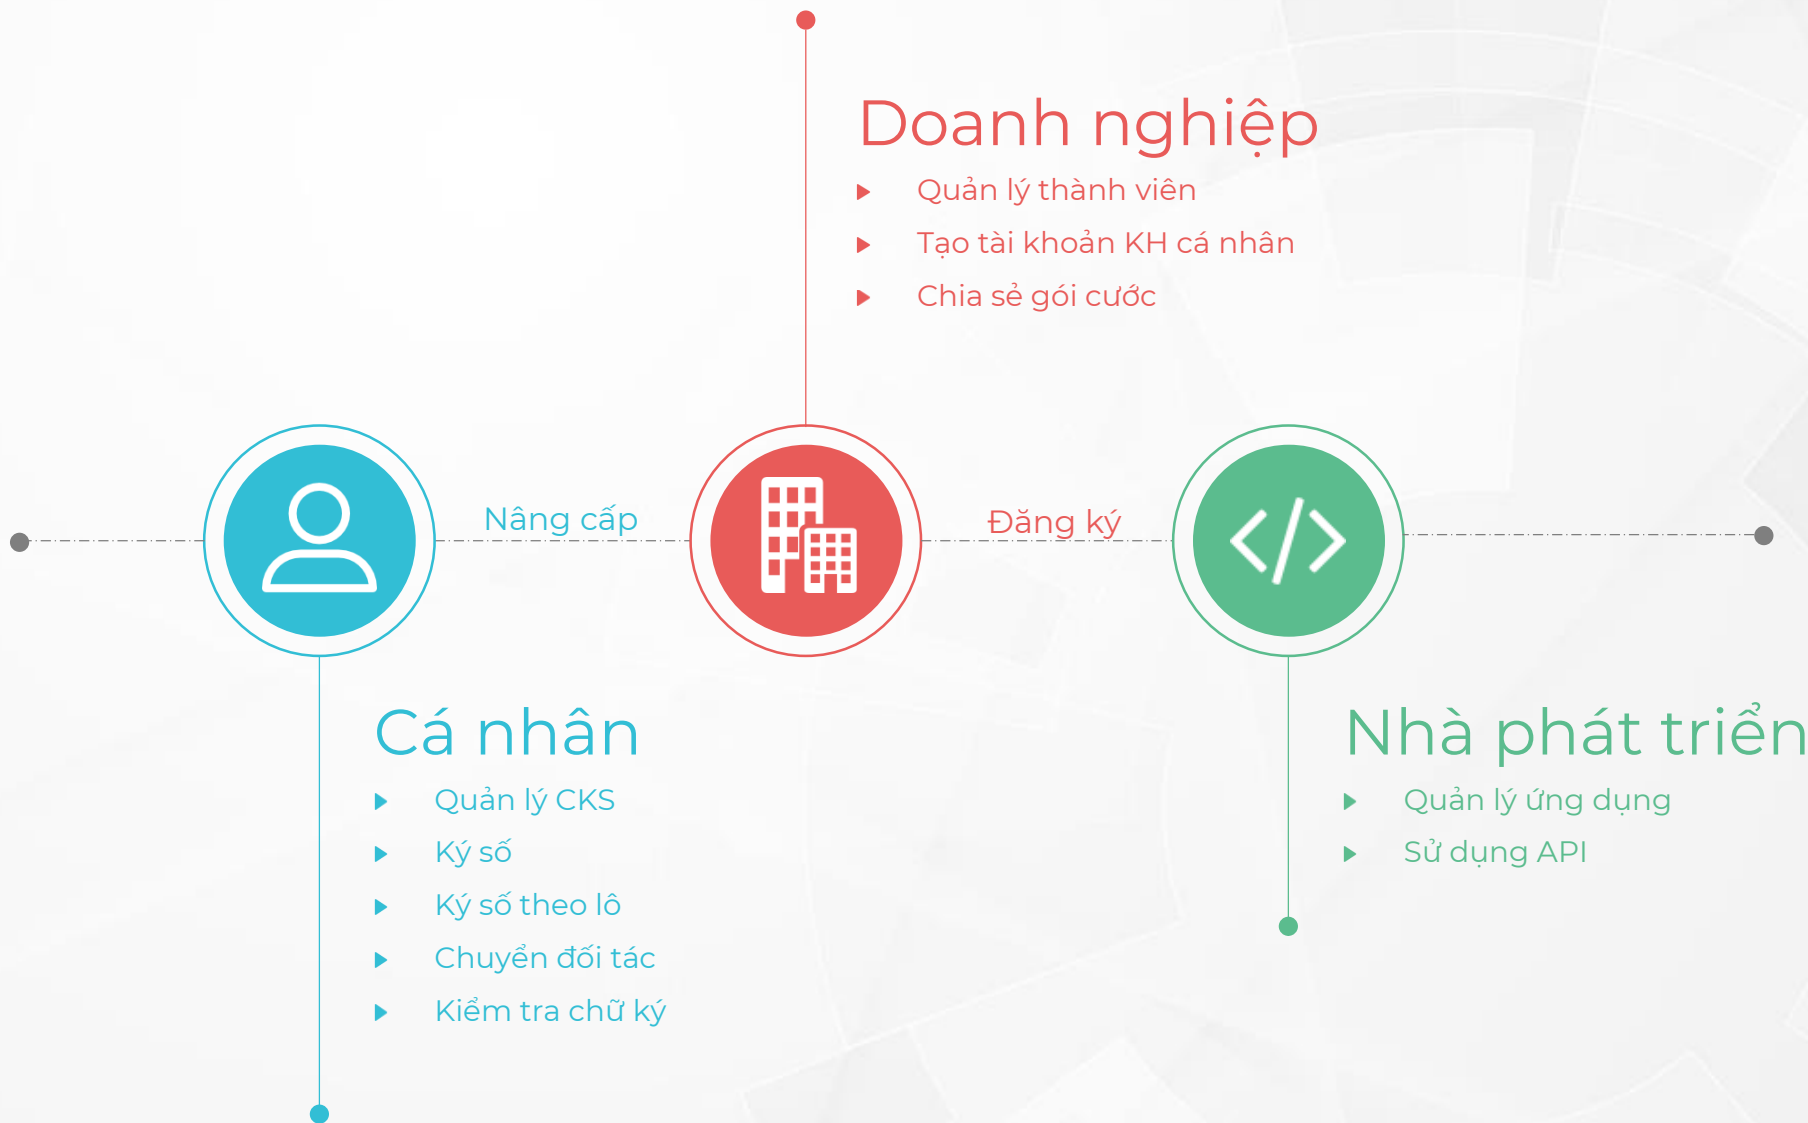 Doanh nghiệp
Quản lý thành viên
Tạo tài khoản KH cá nhân
Chia sẻ gói cước
Nâng cấp
Đăng ký
Cá nhân
Quản lý CKS
Ký số
Ký số theo lô
Chuyển đối tác
Kiểm tra chữ ký
Nhà phát triển
Quản lý ứng dụng
Sử dụng API